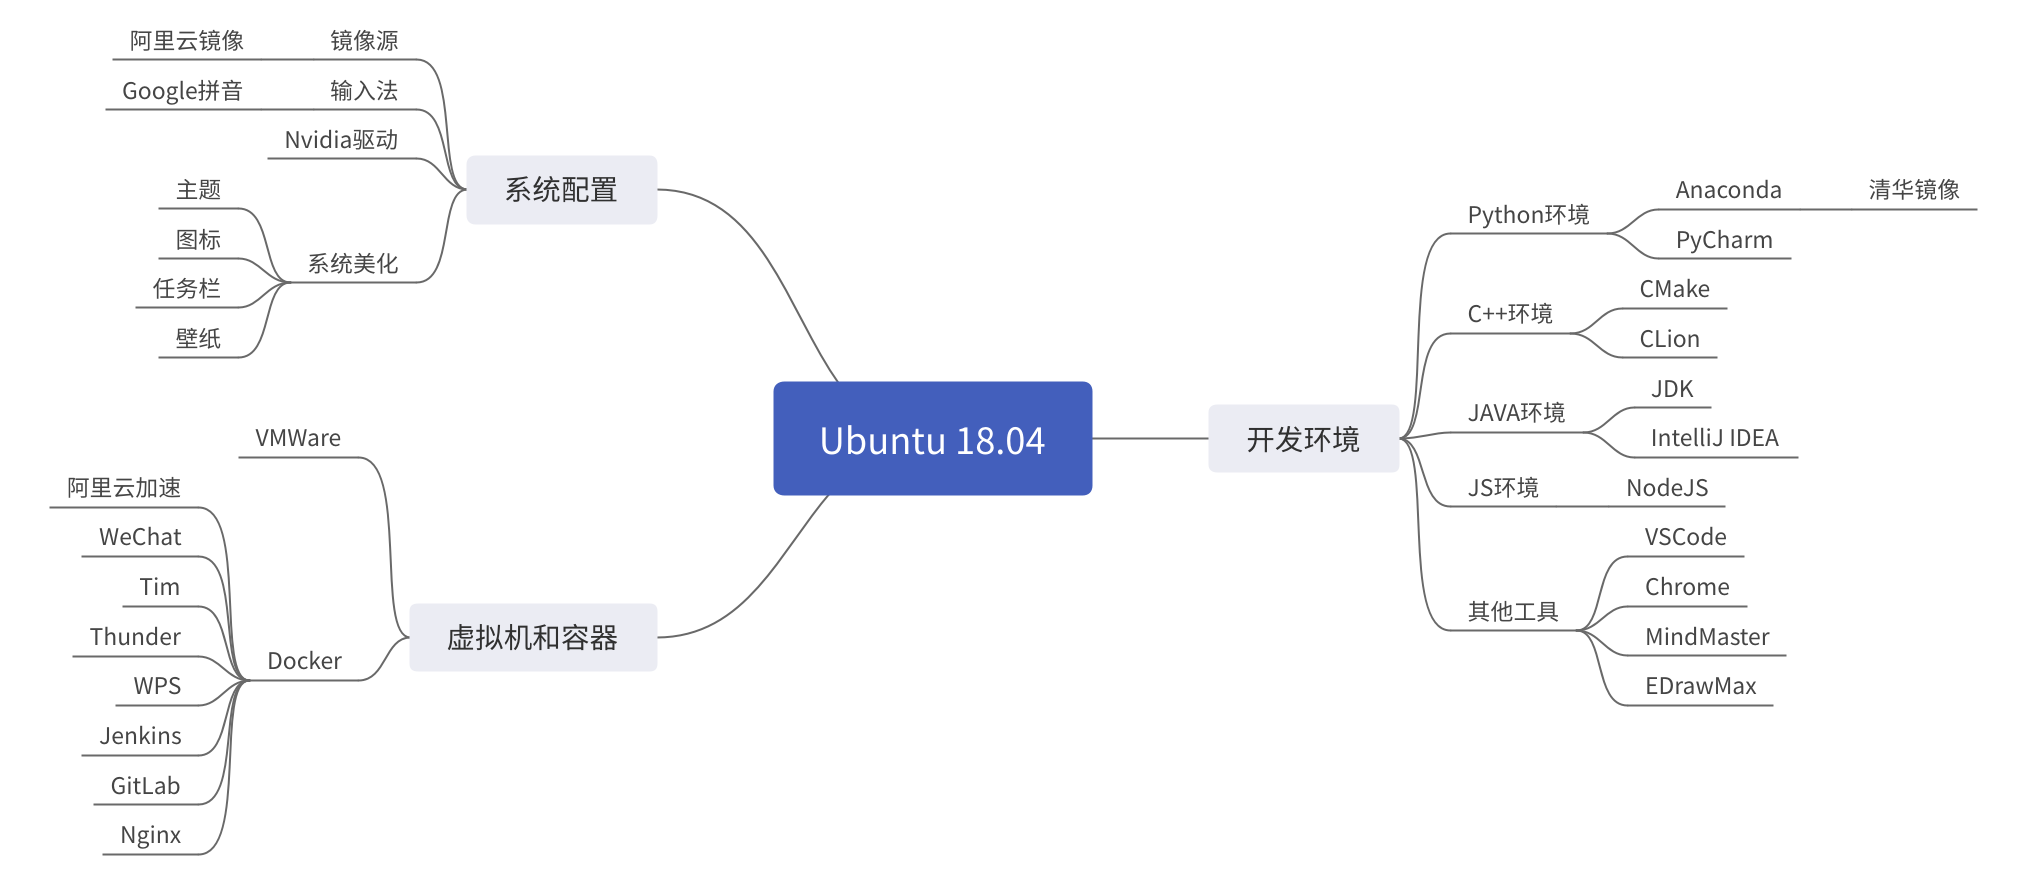 Ubuntu 18.04
系统配置
镜像源
阿里云镜像
输入法
Google拼音
Nvidia驱动
系统美化
主题
图标
任务栏
壁纸
虚拟机和容器
VMWare
Docker
阿里云加速
WeChat
Tim
Thunder
WPS
Jenkins
GitLab
Nginx
开发环境
Python环境
Anaconda
清华镜像
PyCharm
C++环境
CMake
CLion
JAVA环境
JDK
IntelliJ IDEA
JS环境
NodeJS
其他工具
VSCode
Chrome
MindMaster
EDrawMax